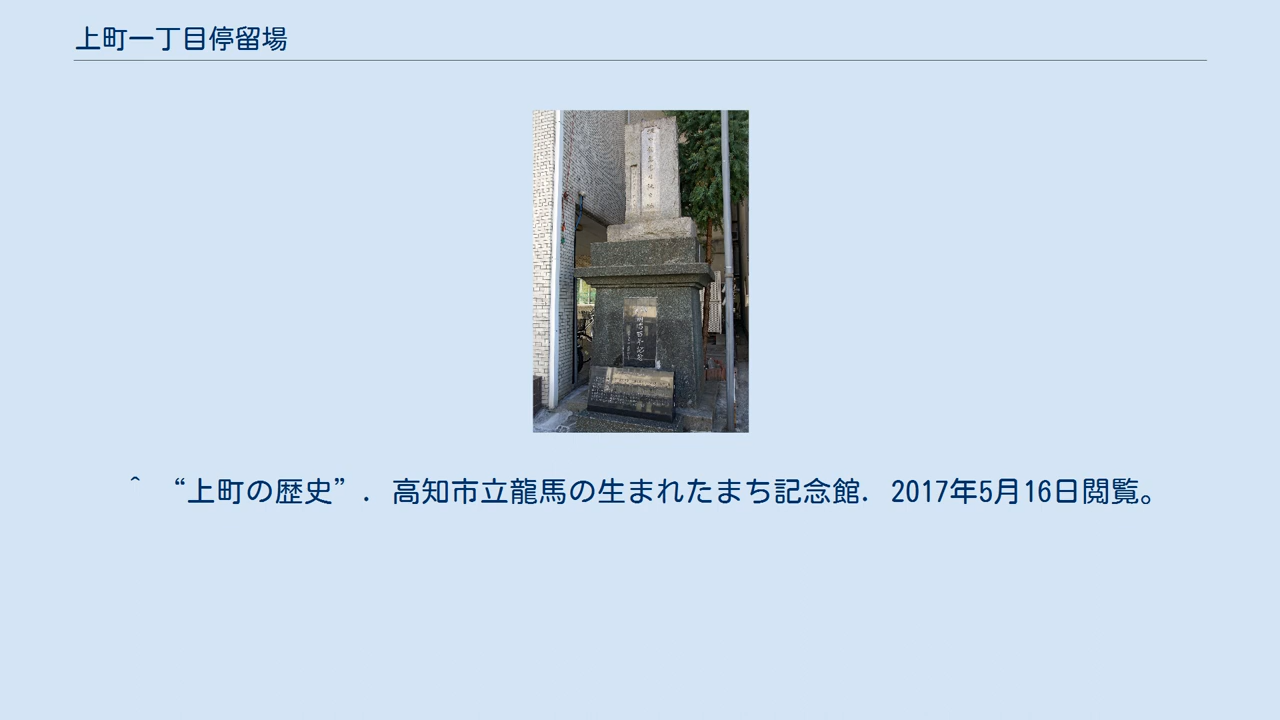 上町一丁目停留場
^ “上町の歴史”. 高知市立龍馬の生まれたまち記念館. 2017年5月16日閲覧。